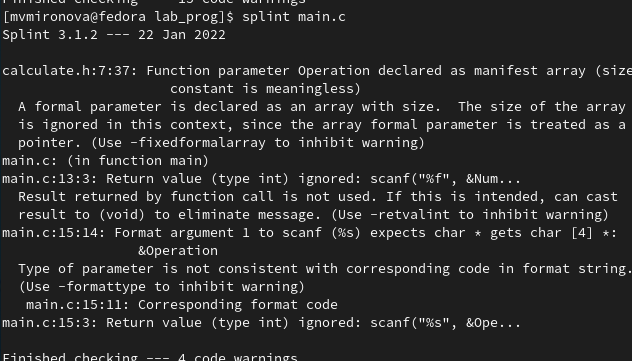 Finished checking --- 15 code warnings
[mvmironova@fedora lab_prog]$ splint main.c
Splint 3.1.2 --- 22 Jan 2022
calculate.h:7:37: Function parameter Operation declared as manifest array (size
constant is meaningless)
A formal parameter is declared as an array with size.  The size of the array
is ignored in this context, since the array formal parameter is treated as a
pointer. (Use -fixedformalarray to inhibit warning)
main.c: (in function main)
main.c:13:3: Return value (type int) ignored: scanf("%f", &Num...
Result returned by function call is not used. If this is intended, can cast
result to (void) to eliminate message. (Use -retvalint to inhibit warning)
main.c:15:14: Format argument 1 to scanf (%s) expects char * gets char [4] *:
&Operation
Type of parameter is not consistent with corresponding code in format string.
(Use -formattype to inhibit warning)
main.c:15:11: Corresponding format code
main.c:15:3: Return value (type int) ignored: scanf("%s", &Ope...
Finished checking --- 4 code warnings